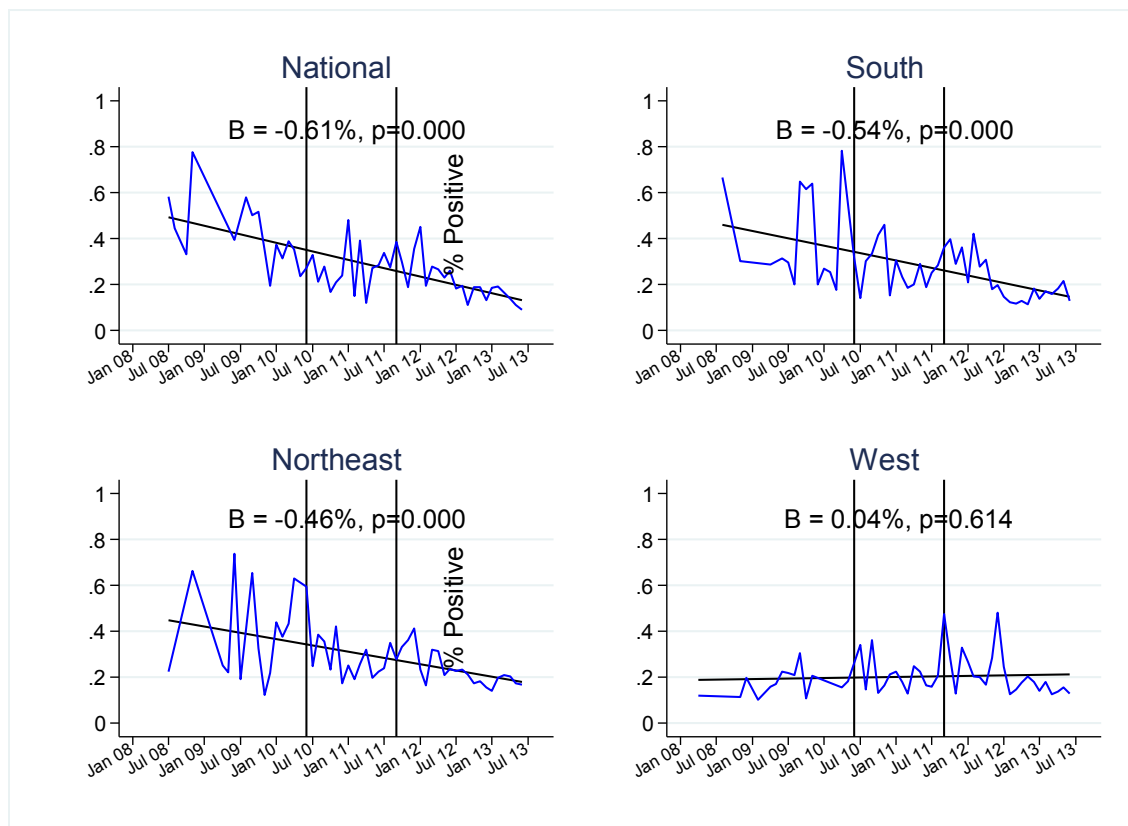 National
B = -0.61%, p=0.000
1
.8
.6
.4
.2
0
% Positive
Jan 08 Jul 08 Jan 09 Jul 09 Jan 10 Jul 10 Jan 11 Jul 11 Jan 12 Jul 12 Jan 13 Jul 13
South
B = -0.54%, p=0.000
1
.8
.6
.4
.2
0
Jan 08 Jul 08 Jan 09 Jul 09 Jan 10 Jul 10 Jan 11 Jul 11 Jan 12 Jul 12 Jan 13 Jul 13
Northeast
B = -0.46%, p=0.000
1
.8
.6
.4
.2
0
% Positive
Jan 08 Jul 08 Jan 09 Jul 09 Jan 10 Jul 10 Jan 11 Jul 11 Jan 12 Jul 12 Jan 13 Jul 13
West
B = 0.04%, p=0.614
1
.8
.6
.4
.2
0
Jan 08 Jul 08 Jan 09 Jul 09 Jan 10 Jul 10 Jan 11 Jul 11 Jan 12 Jul 12 Jan 13 Jul 13